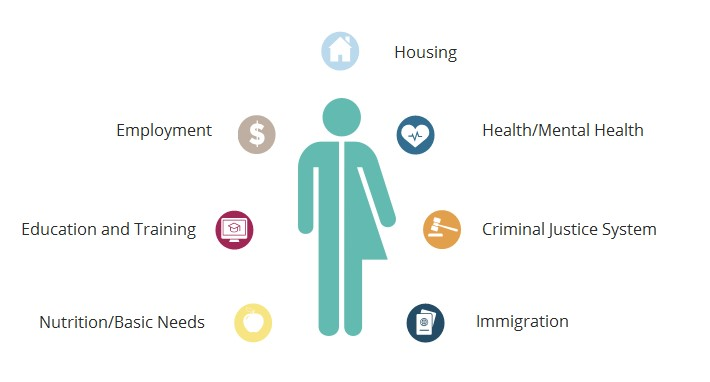 Housing
Employment
Health/Mental Health
Education and Training
Criminal Justice System
Nutrition/Basic Needs
Immigration